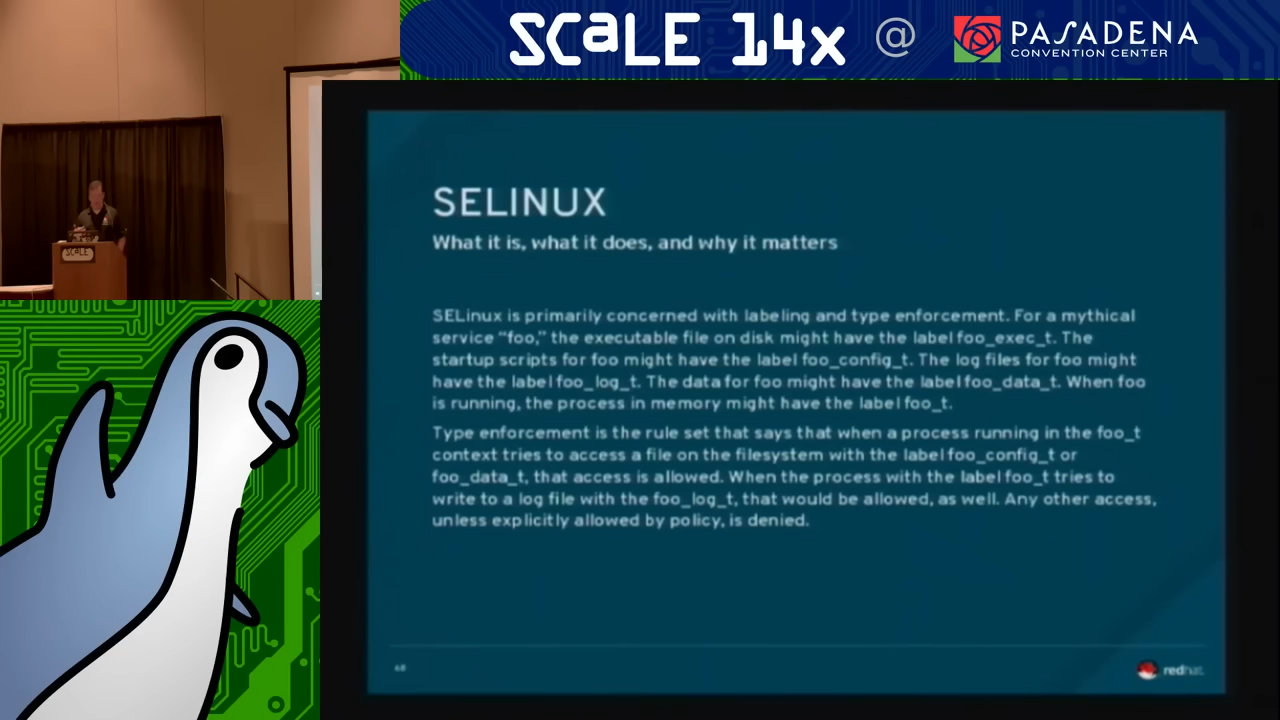 SCaLE 14x @ PASADENA
CONVENTION CENTER
SCALE
SELINUX
What it is, what it does, and why it matters
SELinux is primarily concerned with labeling and type enforcement. For a mythical
service “foo,” the executable file on disk might have the label foo_exec_t. The
startup scripts for foo might have the label foo_config_t. The log files for foo might
have the label foo_log_t. The data for foo might have the label foo_data_t. When foo
is running, the process in memory might have the label foo_t.
Type enforcement is the rule set that says that when a process running in the foo_t
context tries to access a file on the filesystem with the label foo_config_t or
foo_data_t, that access is allowed. When the process with the label foo_t tries to
write to a log file with the foo_log_t, that would be allowed, as well. Any other access,
unless explicitly allowed by policy, is denied.
68
redhat